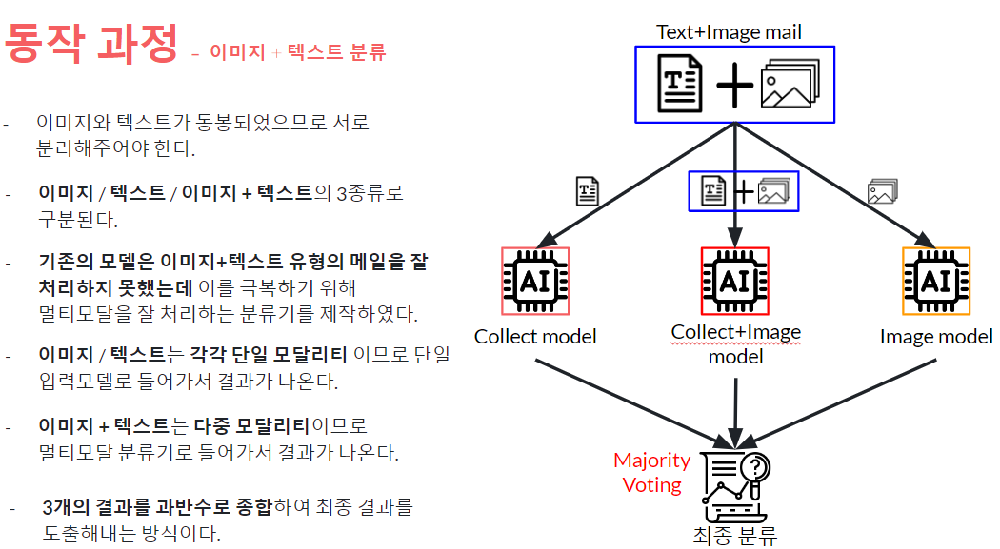 동작 과정 - 이미지 + 텍스트 분류
- 이미지와 텍스트가 동봉되었으므로 서로
분리해주어야 한다.
- 이미지 / 텍스트 / 이미지 + 텍스트의 3종류로
구분된다.
- 기존의 모델은 이미지+텍스트 유형의 메일을 잘
처리하지 못했는데 이를 극복하기 위해
멀티모달을 잘 처리하는 분류기를 제작하였다.
- 이미지 / 텍스트는 각각 단일 모달리티 이므로 단일
입력모델로 들어가서 결과가 나온다.
- 이미지 + 텍스트는 다중 모달리티이므로
멀티모달 분류기로 들어가서 결과가 나온다.
- 3개의 결과를 과반수로 종합하여 최종 결과를
도출해내는 방식이다.
Text+Image mail
T
T
T
AI
AI
AI
Collect model
Collect+Image
model
Image model
Majority
Voting
?
최종 분류